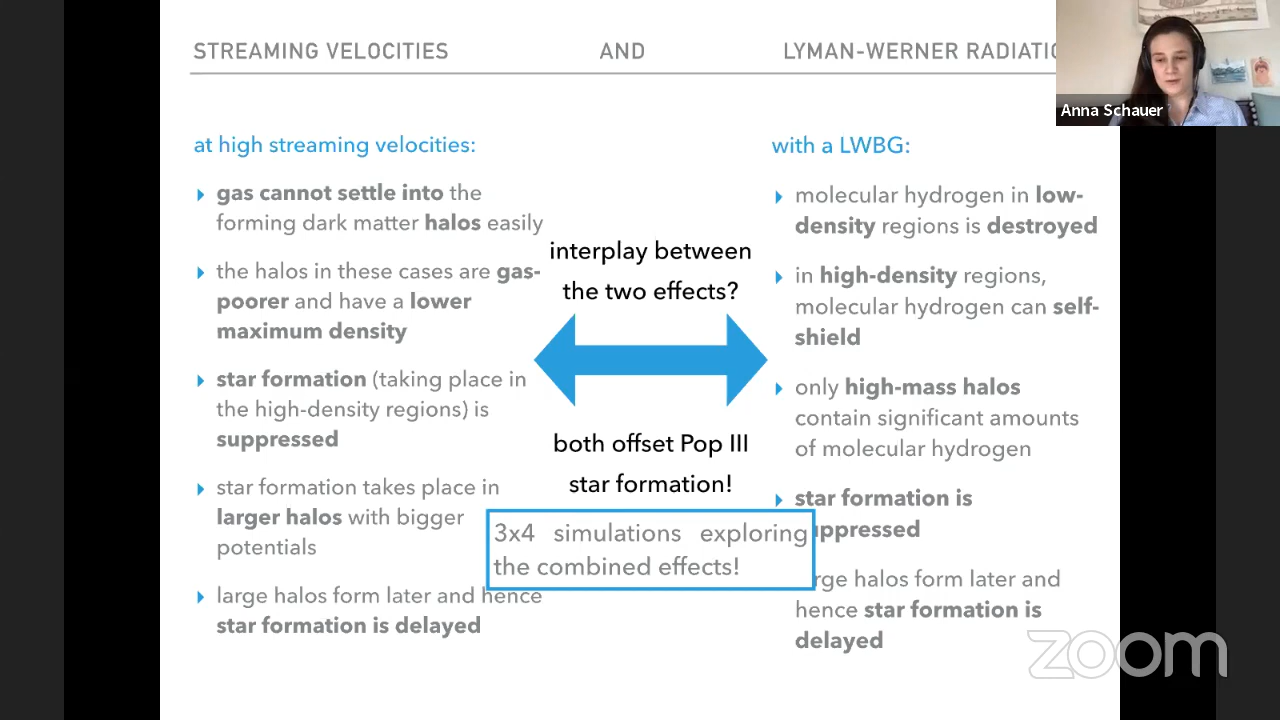 STREAMING VELOCITIES AND LYMAN-WERNER
Anna Schauer
at high streaming velocities:
gas cannot settle into the
forming dark matter halos easily
the halos in these cases are gas-
poorer and have a lower
maximum density
star formation (taking place in
the high-density regions) is
suppressed
star formation takes place in
larger halos with bigger
potentials
large halos form later and hence
star formation is delayed
interplay between
the two effects?
both offset Pop III
star formation!
3x4 simulations exploring
the combined effects!
with a LWBG:
molecular hydrogen in low-
density regions is destroyed
in high-density regions,
molecular hydrogen can self-
shield
only high-mass halos
contain significant amounts
of molecular hydrogen
star formation is
halos form later and
hence star formation is
delayed
zoom